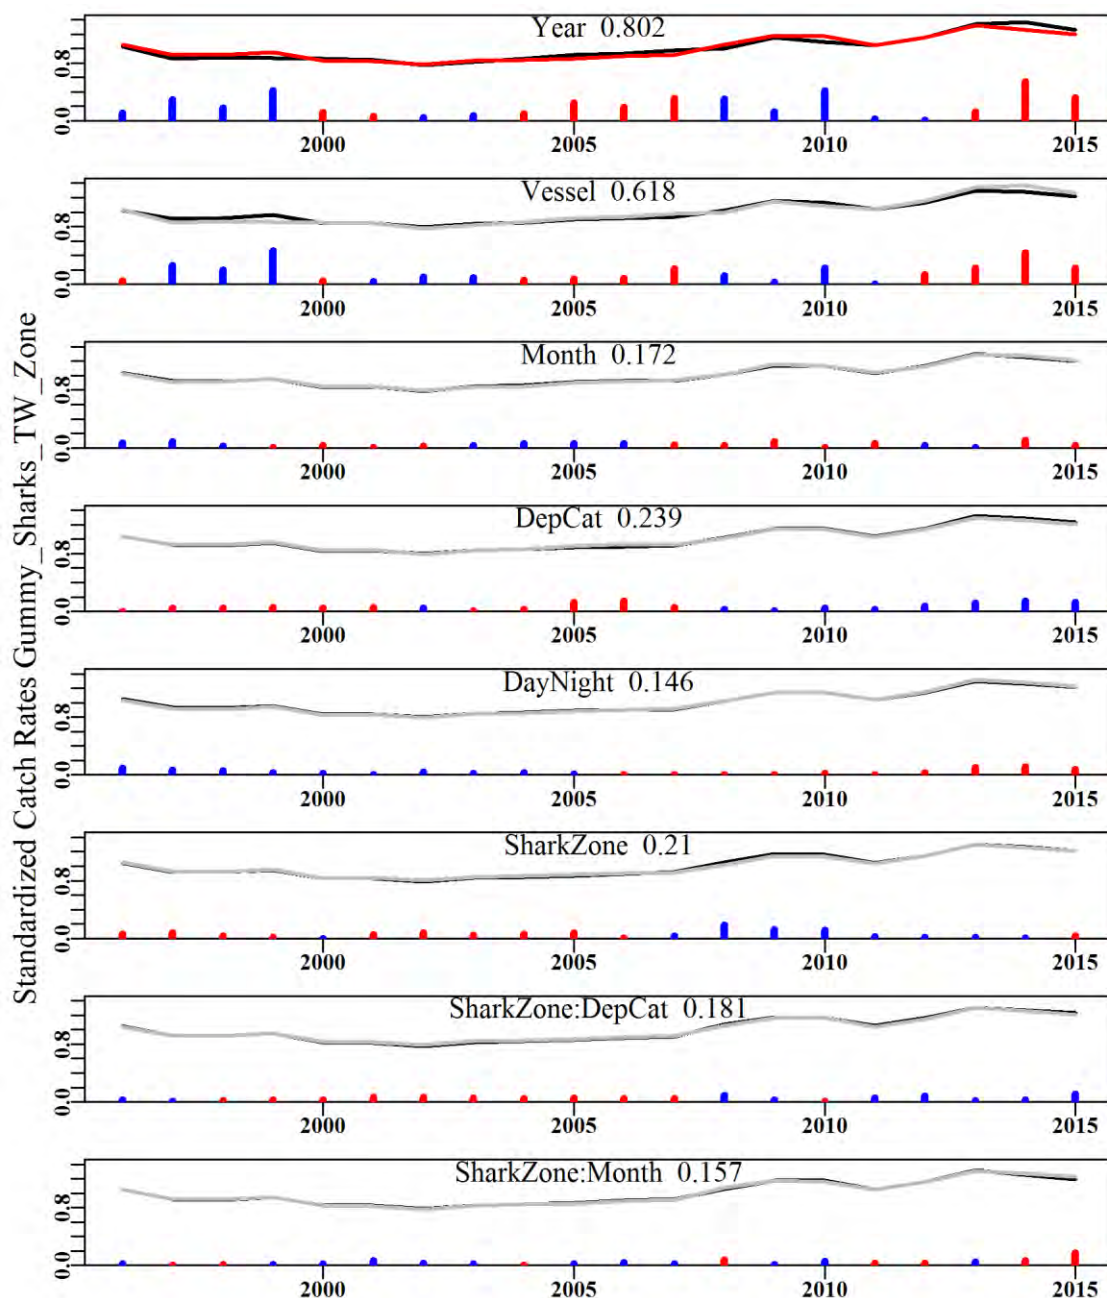 Standardized Catch Rates Gummy_Sharks_TW_Zone
Year 0.802
0.8
0.0
2000 2005 2010 2015
Vessel 0.618
0.8
0.0
2000 2005 2010 2015
Month 0.172
0.8
0.0
2000 2005 2010 2015
DepCat 0.239
0.8
0.0
2000 2005 2010 2015
DayNight 0.146
0.8
0.0
2000 2005 2010 2015
SharkZone 0.21
0.8
0.0
2000 2005 2010 2015
SharkZone:DepCat 0.181
0.8
0.0
2000 2005 2010 2015
SharkZone:Month 0.157
0.8
0.0
2000 2005 2010 2015